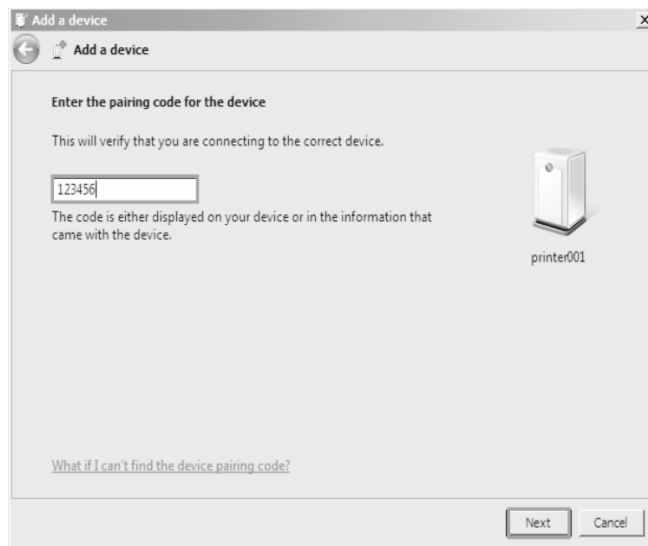 Add a device
Add a device
Enter the pairing code for the device
This will verify that you are connecting to the correct device.
123456
The code is either displayed on your device or in the information that
came with the device.
printer001
What if I can't find the device pairing code?
Next Cancel